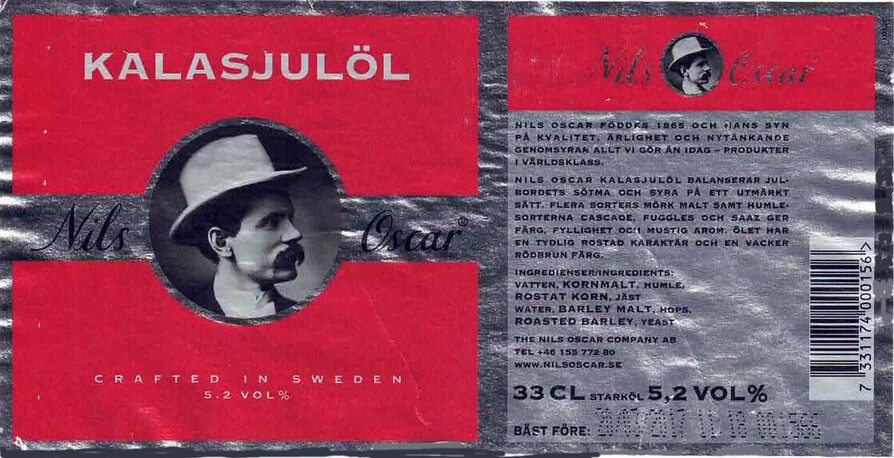 KALASJULÖL
Nils Oscar®
CRAFTED IN SWEDEN
5.2 VOL%
Nils Oscar
NILS OSCAR FÖDDES 1865 OCH HANS SYN
PÅ KVALITET, ÄRLIGHET OCH NYTÄNKANDE
GENOMSYRAR ALLT VI GÖR ÄN IDAG – PRODUKTER
I VÄRLDSKLASS.
NILS OSCAR KALASJULÖL BALANSERAR JUL-
BORDETS SÖTMA OCH SYRA PÅ ETT UTMÄRKT
SÄTT. FLERA SORTERS MÖRK MALT SAMT HUMLE-
SORTERNA CASCADE, FUGGLES OCH SAAZ GER
FÄRG, FYLLIGHET OCH MUSTIG AROM. ÖLET HAR
EN TYDLIG ROSTAD KARAKTÄR OCH EN VACKER
RÖDBRUN FÄRG.
INGREDIENSER/INGREDIENTS:
VATTEN, KORNMALT, HUMLE,
ROSTAT KORN, JÄST
WATER, BARLEY MALT, HOPS,
ROASTED BARLEY, YEAST
THE NILS OSCAR COMPANY AB
TEL +46 155 772 80
WWW.NILSOSCAR.SE
33 CL STARKÖL 5,2 VOL%
BÄST FÖRE:
7 331174 000156 >